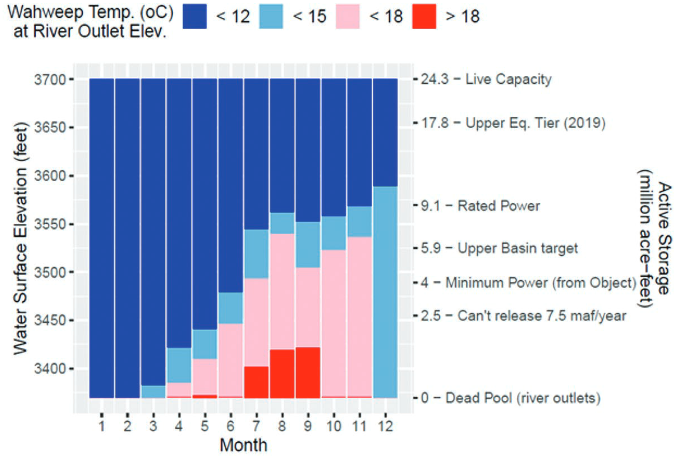 Wahweep Temp. (oC)
at River Outlet Elev.
< 12
< 15
< 18
> 18
3700
3650
3600
3550
3500
3450
3400
Water Surface Elevation (feet)
24.3 − Live Capacity
17.8 − Upper Eq. Tier (2019)
9.1 − Rated Power
5.9 − Upper Basin target
4 − Minimum Power (from Object)
2.5 − Can't release 7.5 maf/year
0 − Dead Pool (river outlets)
Active Storage
(million acre−feet)
1 2 3 4 5 6 7 8 9 10 11 12
Month